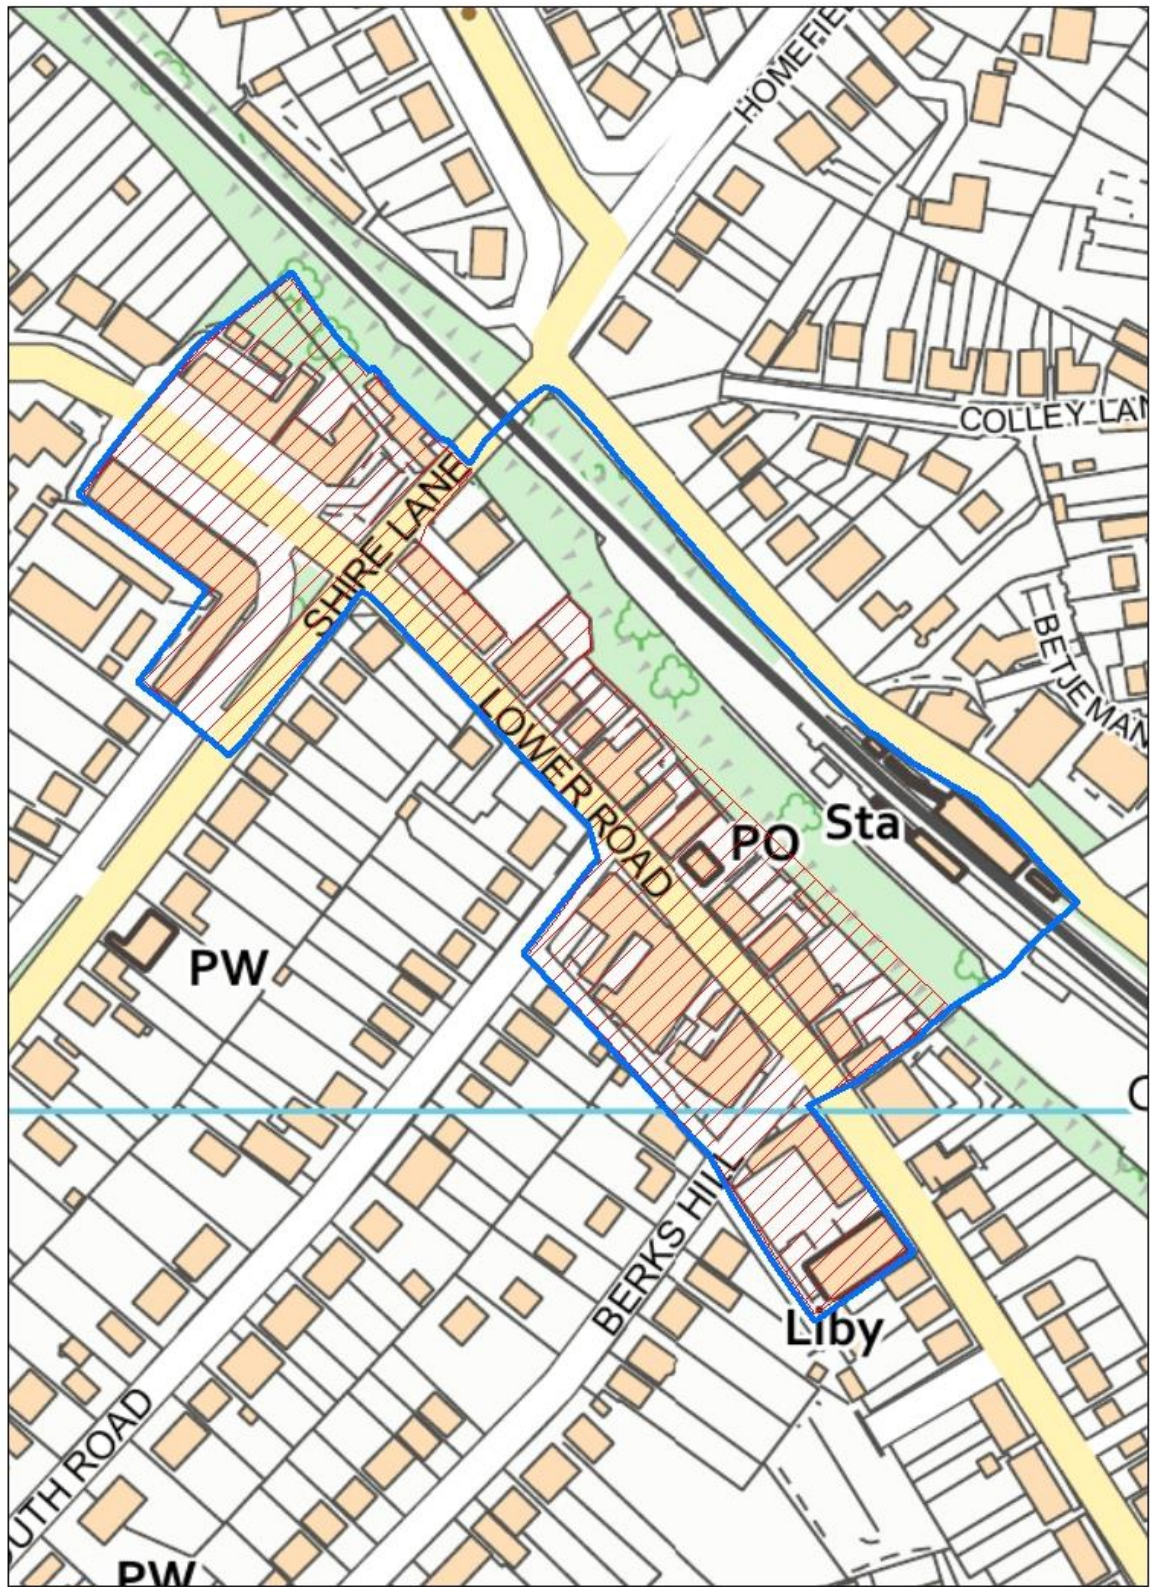 HOMEFIE
COLLEY LAN
SHIRE LANE
BETJEMAN
LOWER ROAD
Sta
PO
PW
C
BERKS HILL
Liby
UTH ROAD
PW